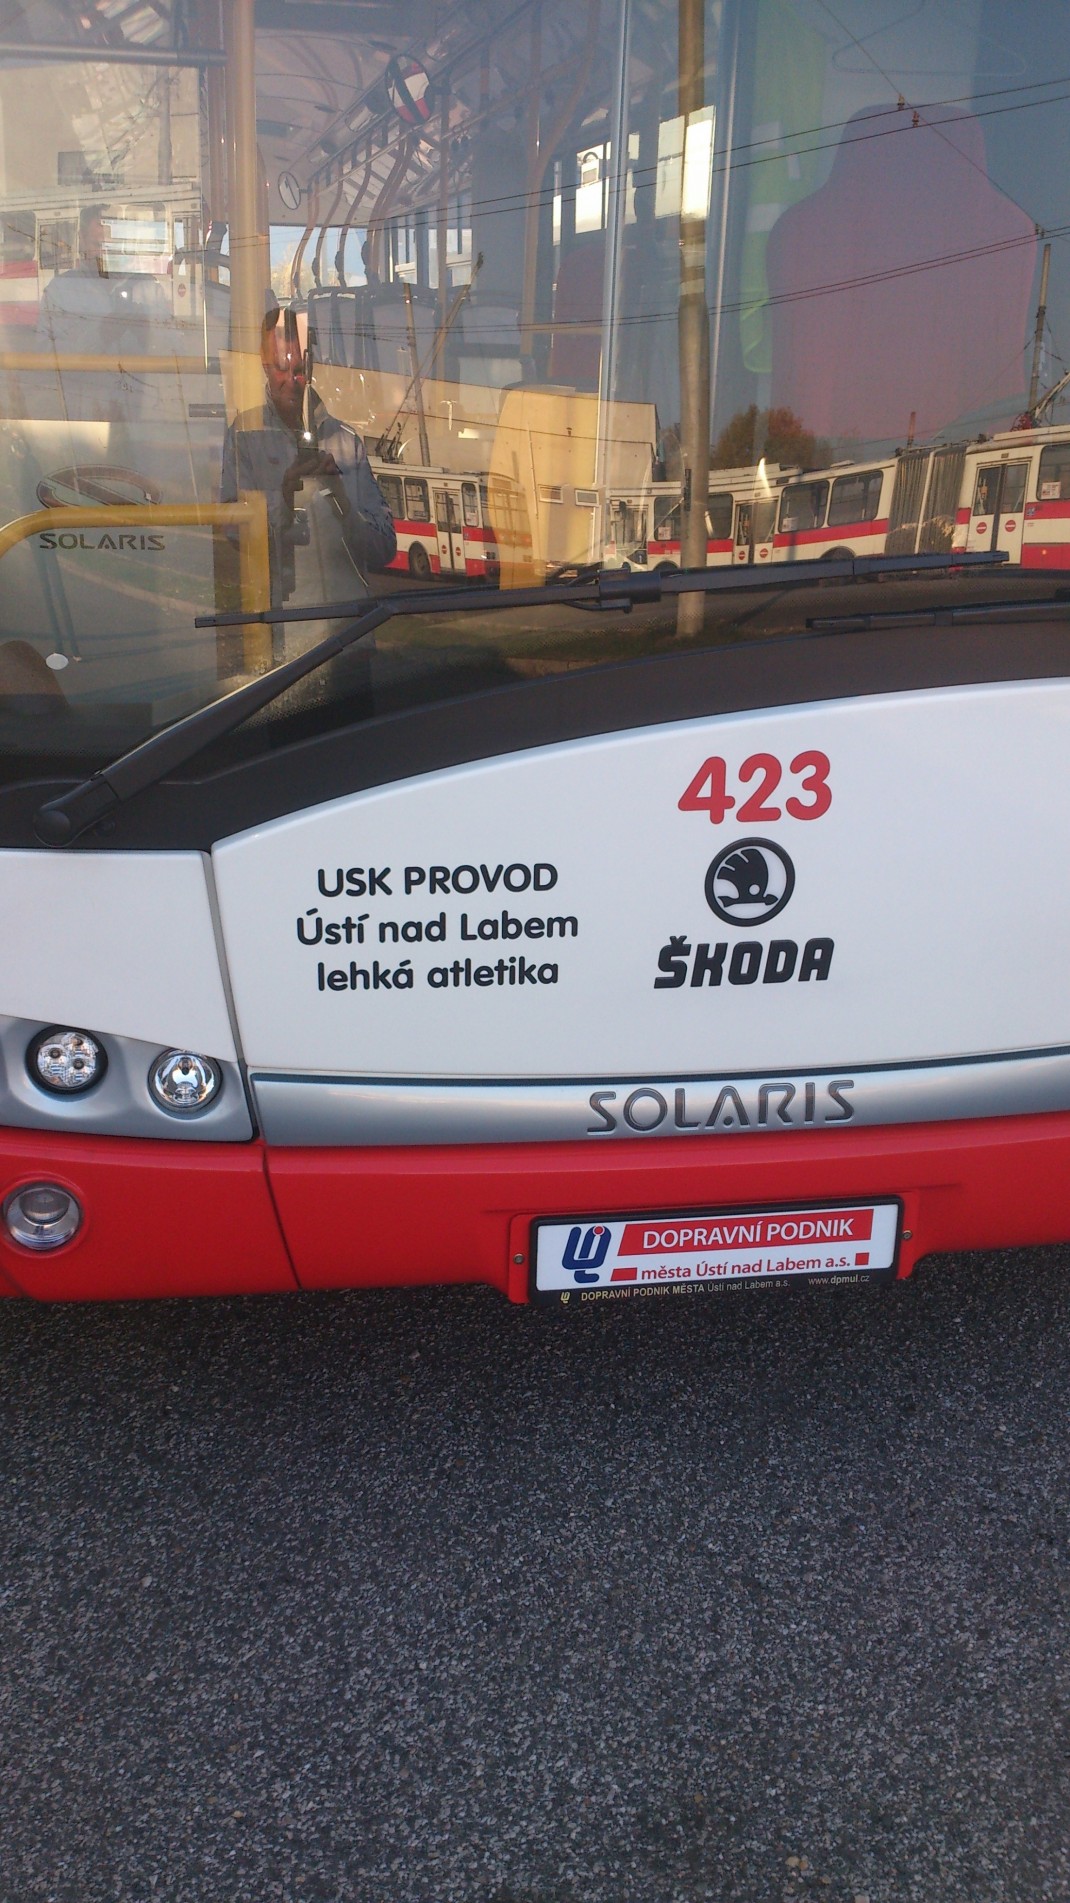 SOLARIS
423
USK PROVOD
Ústí nad Labem
lehká atletika
ŠKODA
SOLARIS
DOPRAVNÍ PODNIK
města Ústí nad Labem a.s.
DOPRAVNÍ PODNIK MĚSTA Ústí nad Labem a.s. www.dpmul.cz